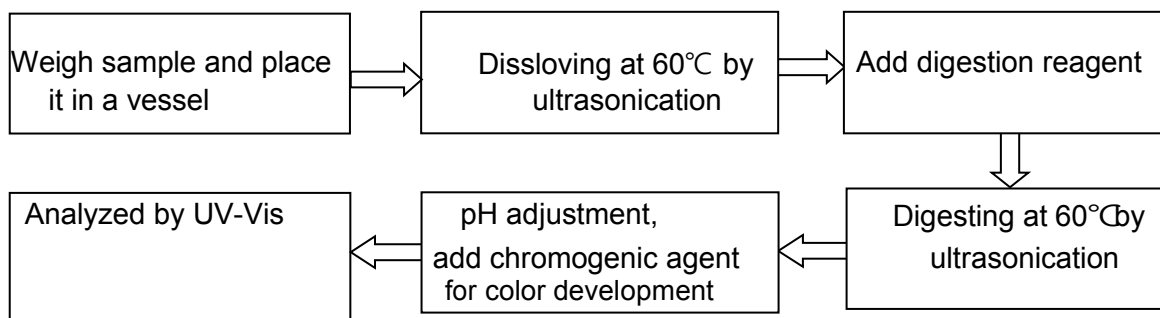 Weigh sample and place
it in a vessel
Dissloving at 60℃ by
ultrasonication
Add digestion reagent
Digesting at 60℃by
ultrasonication
pH adjustment,
add chromogenic agent
for color development
Analyzed by UV-Vis